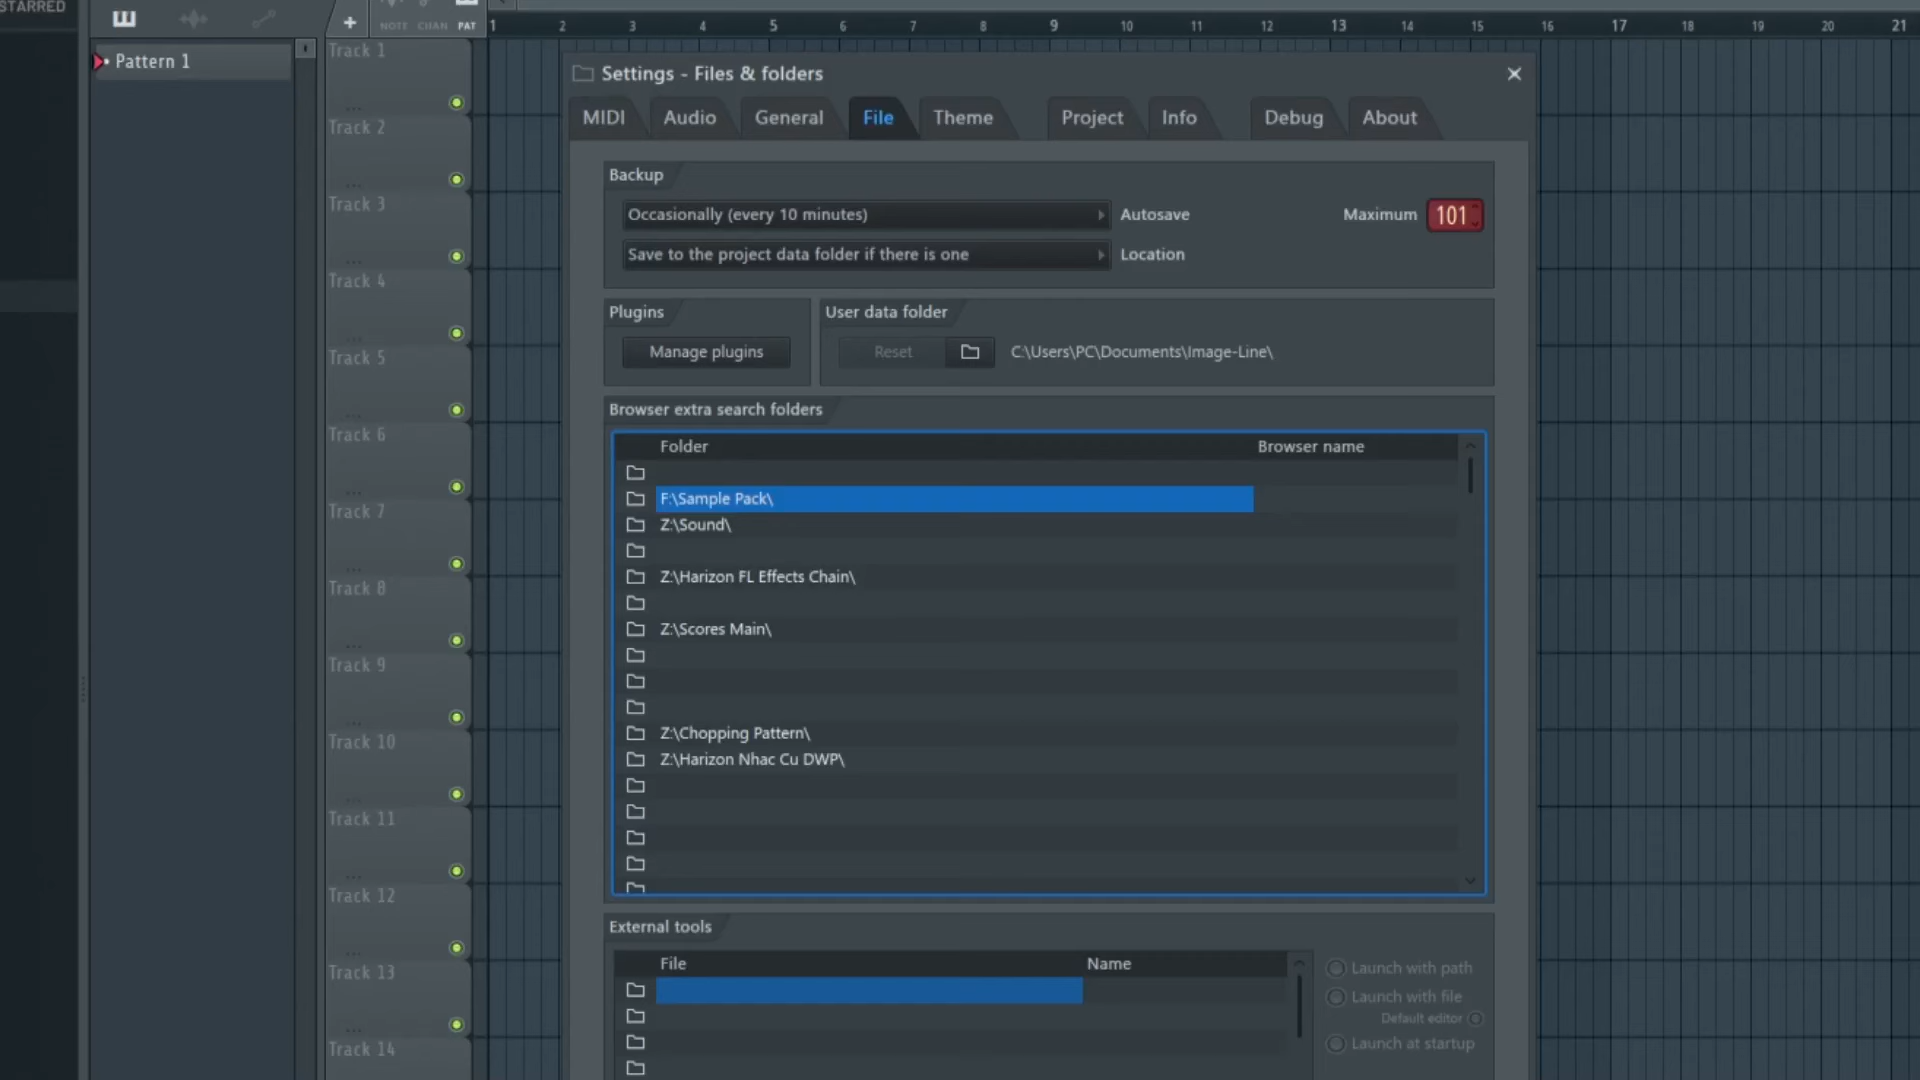 STARRED
NOTE CHAN PAT
1 2 3 4 5 6 7 8 9 10 11 12 13 14 15 16 17 18 19 20 21
Pattern 1
Track 1
Track 2
Track 3
Track 4
Track 5
Track 6
Track 7
Track 8
Track 9
Track 10
Track 11
Track 12
Track 13
Track 14
Settings - Files & folders
MIDI Audio General File Theme Project Info Debug About
Backup
Occasionally (every 10 minutes) Autosave Maximum 101
Save to the project data folder if there is one Location
Plugins
Manage plugins
User data folder
Reset C:\Users\PC\Documents\Image-Line\
Browser extra search folders
Folder Browser name
F:\Sample Pack\
Z:\Sound\
Z:\Harizon FL Effects Chain\
Z:\Scores Main\
Z:\Chopping Pattern\
Z:\Harizon Nhac Cu DWP\
External tools
File Name
Launch with path
Launch with file
Default editor
Launch at startup